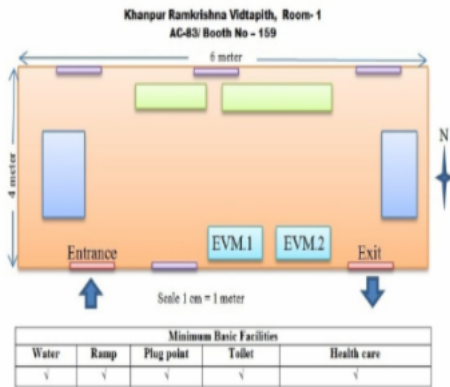 Khanpur Ramkrishna Vidtapith, Room- 1
AC-83/ Booth No – 159
6 meter
4 meter
N
EVM.1 EVM.2
Entrance Exit
Scale 1 cm = 1 meter
Minimum Basic Facilities
Water Ramp Plug point Toilet Health care
√ √ √ √ √